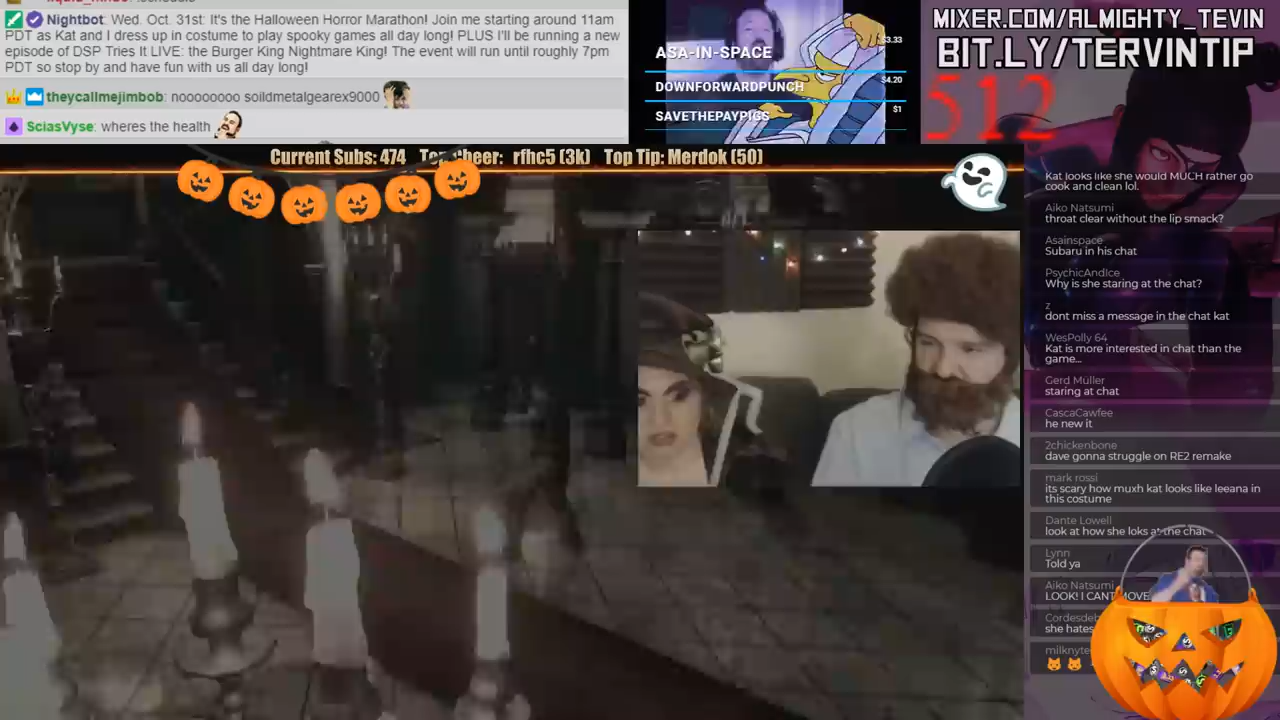 Nightbot: Wed. Oct. 31st: It's the Halloween Horror Marathon! Join me starting around 11am
PDT as Kat and I dress up in costume to play spooky games all day long! PLUS I'll be running a new
episode of DSP Tries It LIVE: the Burger King Nightmare King! The event will run until roughly 7pm
PDT so stop by and have fun with us all day long!
theycallmejimbob: noooooooo soildmetalgearex9000
SciasVyse: wheres the health
ASA-IN-SPACE
$3.33
DOWNFORWARDPUNCH
$4.20
SAVETHEPAYPIGS
$1
MIXER.COM/ALMIGHTY_TEVIN
BIT.LY/TERVINTIP
512
Current Subs: 474 rfhc5 (3k) Top Tip: Merdok (50)
Kat looks like she would MUCH rather go
cook and clean lol.
Aiko Natsumi
throat clear without the lip smack?
Asainspace
Subaru in his chat
PsychicAndIce
Why is she staring at the chat?
z
dont miss a message in the chat kat
WesPolly 64
Kat is more interested in chat than the
game...
Gerd Müller
staring at chat
CascaCawfee
he new it
2chickenbone
dave gonna struggle on RE2 remake
mark rossi
its scary how muxh kat looks like leeana in
this costume
Dante Lowell
look at how she loks at the chat
Lynn
Told ya
Aiko Natsumi
LOOK! I CANT MOVE
she hates